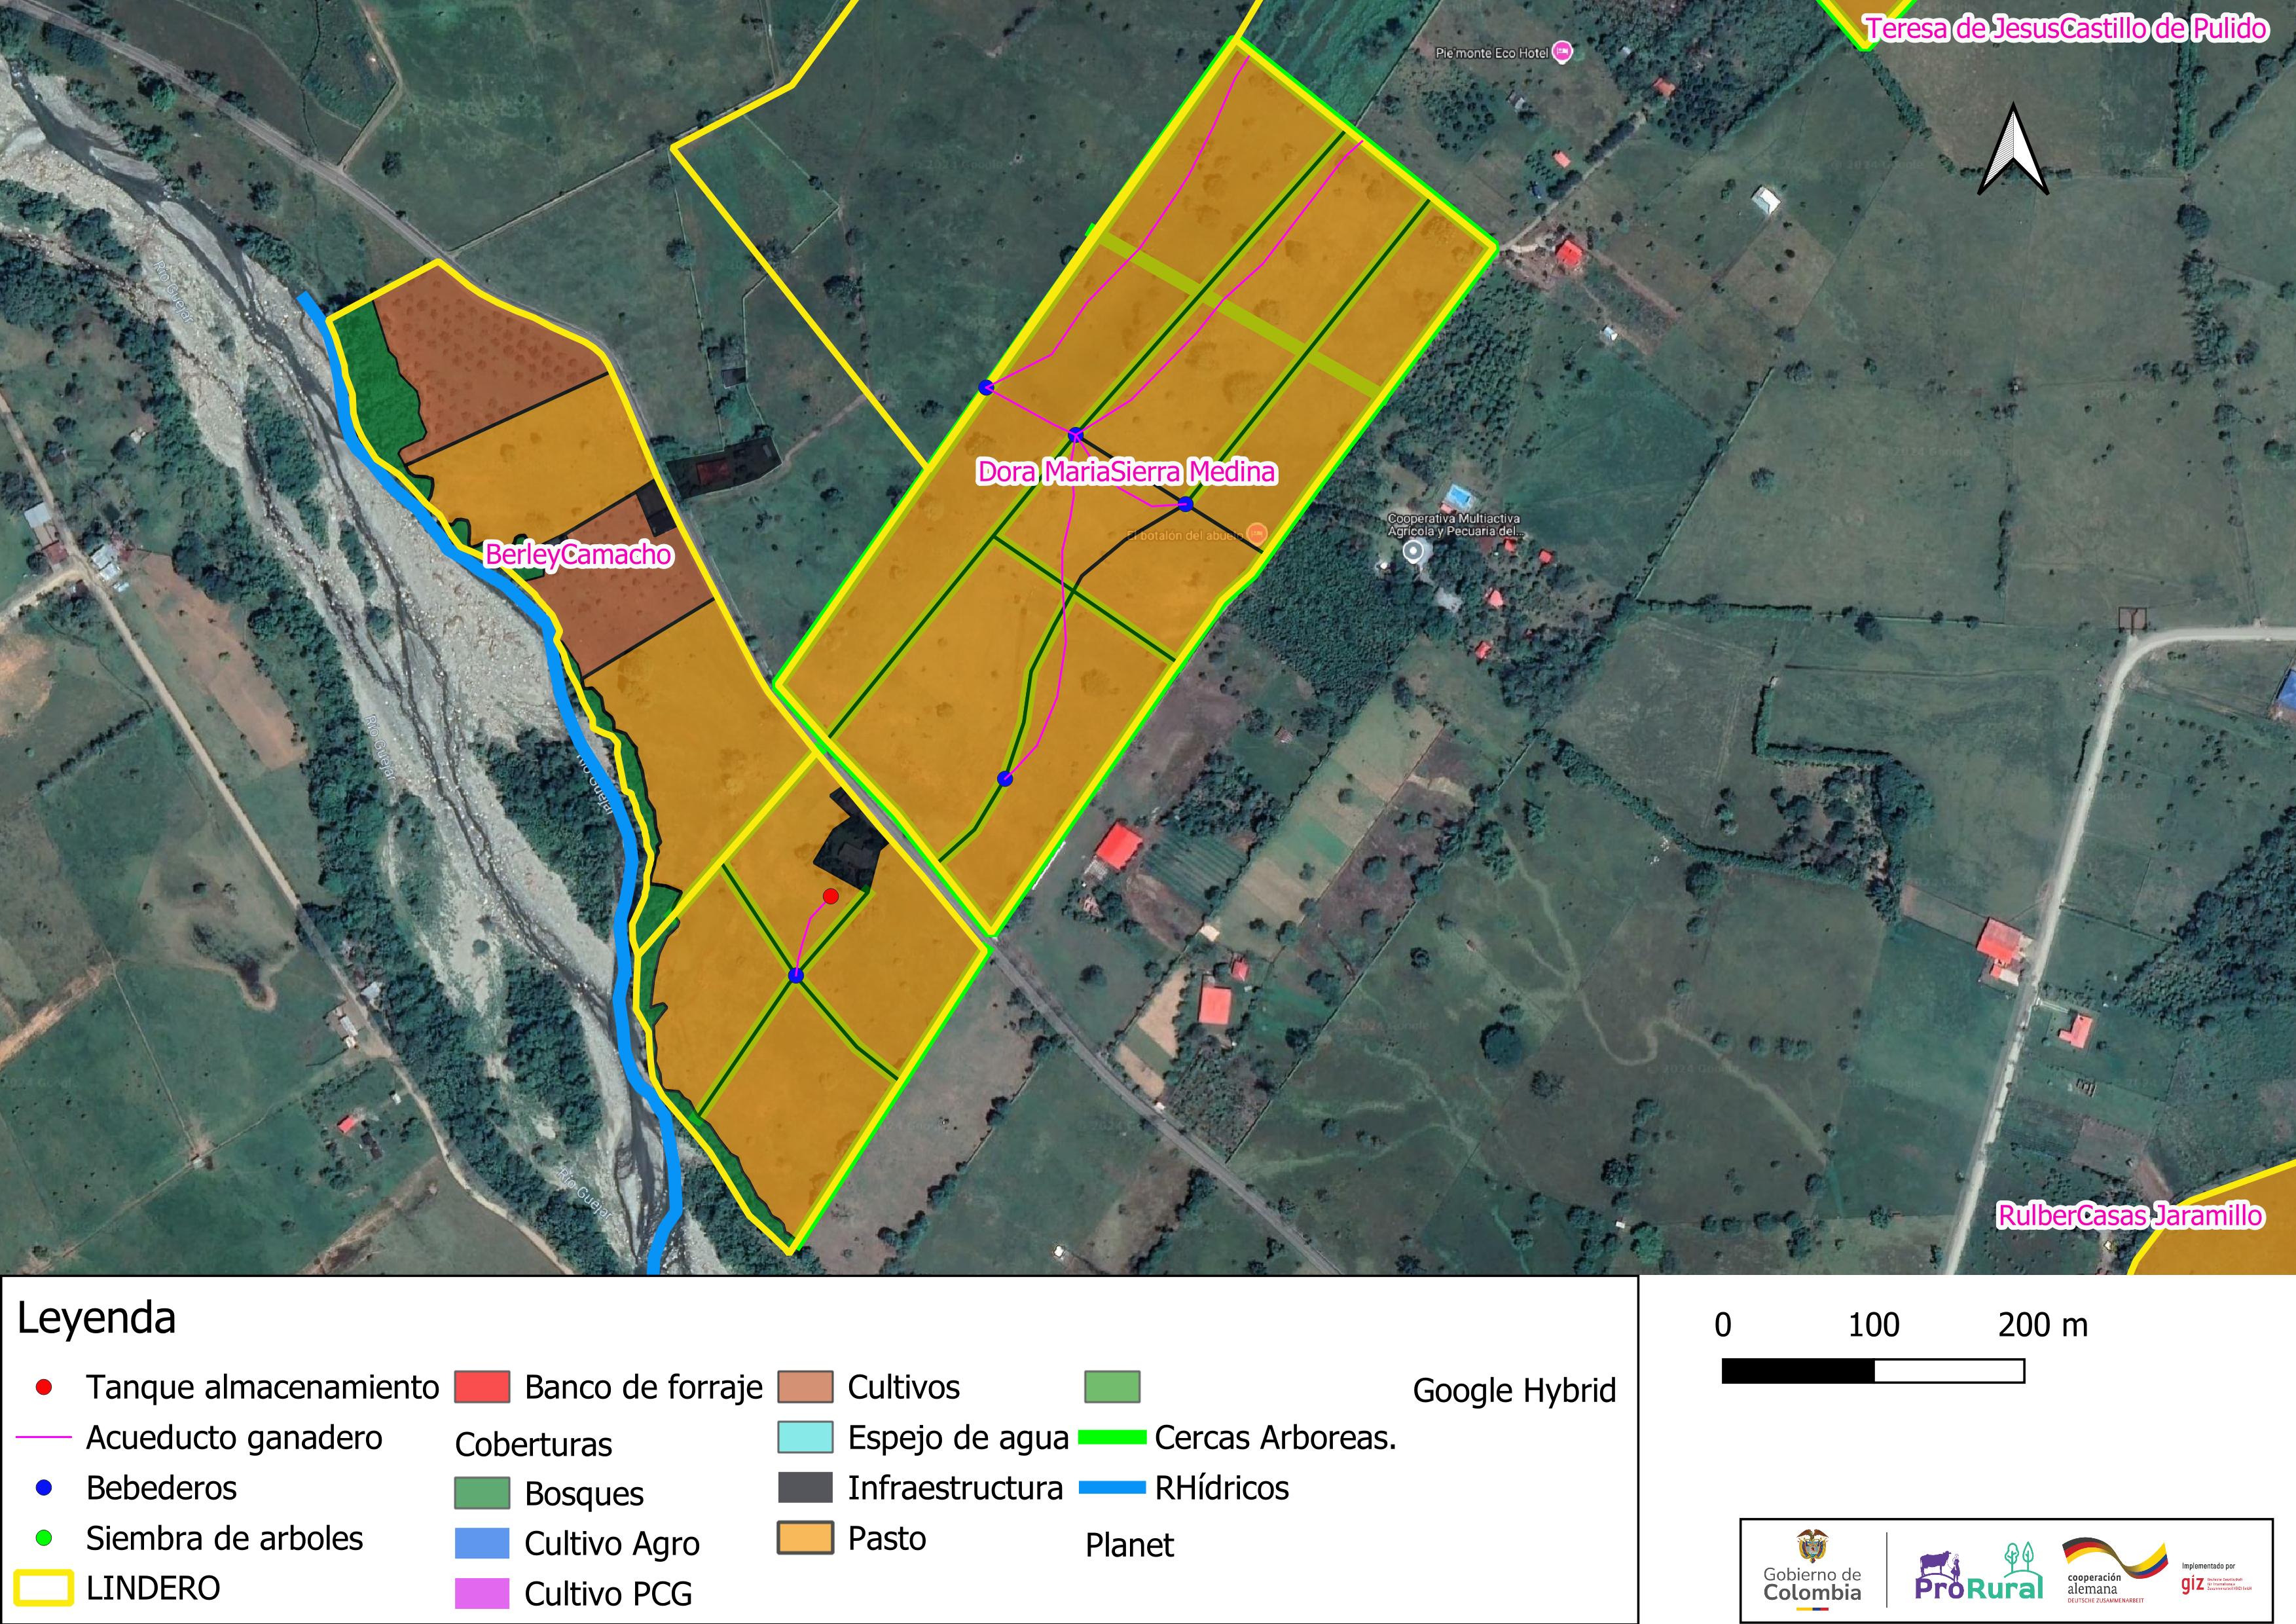 Teresa de JesusCastillo de Pulido
Pie'monte Eco Hotel
Río Guejar
Dora MariaSierra Medina
Cooperativa Multiactiva
Agrícola y Pecuaria del...
El botalón del abuelo
BerleyCamacho
Río Guejar
Río Guejar
Río Guejar
RulberCasas Jaramillo
Leyenda
Tanque almacenamiento
Acueducto ganadero
Bebederos
Siembra de arboles
LINDERO
Banco de forraje
Coberturas
Bosques
Cultivo Agro
Cultivo PCG
Cultivos
Espejo de agua
Infraestructura
Pasto
Cercas Arboreas.
RHídricos
Planet
Google Hybrid
0 100 200 m
Gobierno de
Colombia
ProRural
cooperación
alemana
DEUTSCHE ZUSAMMENARBEIT
Implementado por
giz